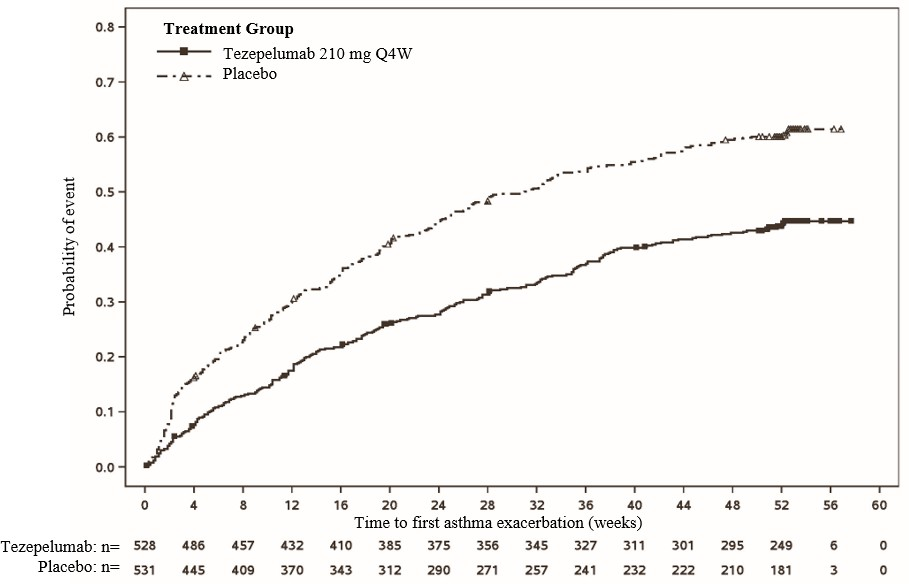 0.8
Treatment Group
Tezepelumab 210 mg Q4W
Placebo
0.7
0.6
0.5
0.4
0.3
0.2
0.1
0.0
Probability of event
0 4 8 12 16 20 24 28 32 36 40 44 48 52 56 60
Time to first asthma exacerbation (weeks)
Tezepelumab: n= 528 486 457 432 410 385 375 356 345 327 311 301 295 249 6 0
Placebo: n= 531 445 409 370 343 312 290 271 257 241 232 222 210 181 3 0